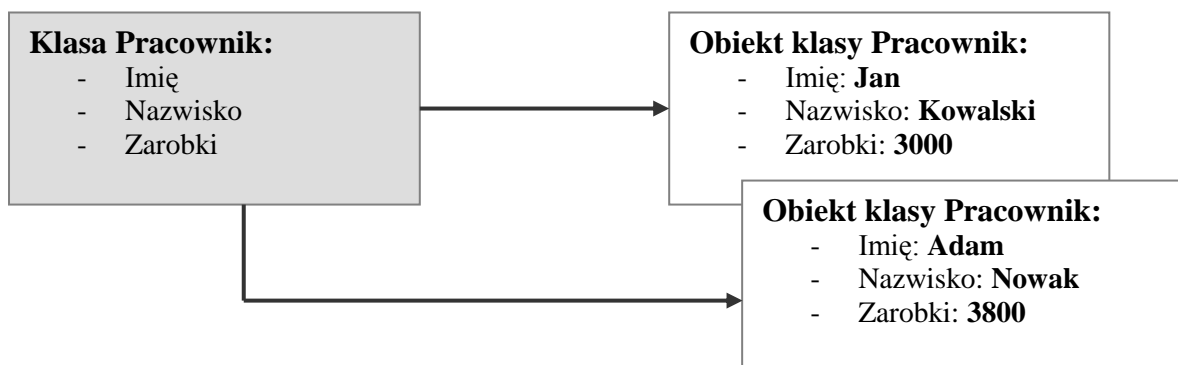 Klasa Pracownik:
- Imię
- Nazwisko
- Zarobki
Obiekt klasy Pracownik:
- Imię: Jan
- Nazwisko: Kowalski
- Zarobki: 3000
Obiekt klasy Pracownik:
- Imię: Adam
- Nazwisko: Nowak
- Zarobki: 3800